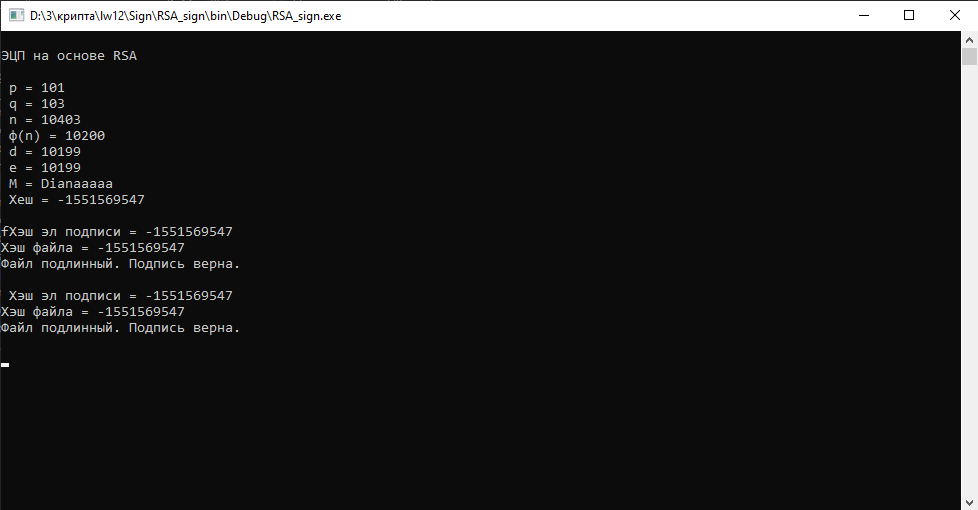 D:\3\крипта\lw12\Sign\RSA_sign\bin\Debug\RSA_sign.exe
ЭЦП на основе RSA
p = 101
q = 103
n = 10403
ф(n) = 10200
d = 10199
e = 10199
M = Dianaaaaa
Хеш = -1551569547
fХэш эл подписи = -1551569547
Хэш файла = -1551569547
Файл подлинный. Подпись верна.
Хэш эл подписи = -1551569547
Хэш файла = -1551569547
Файл подлинный. Подпись верна.